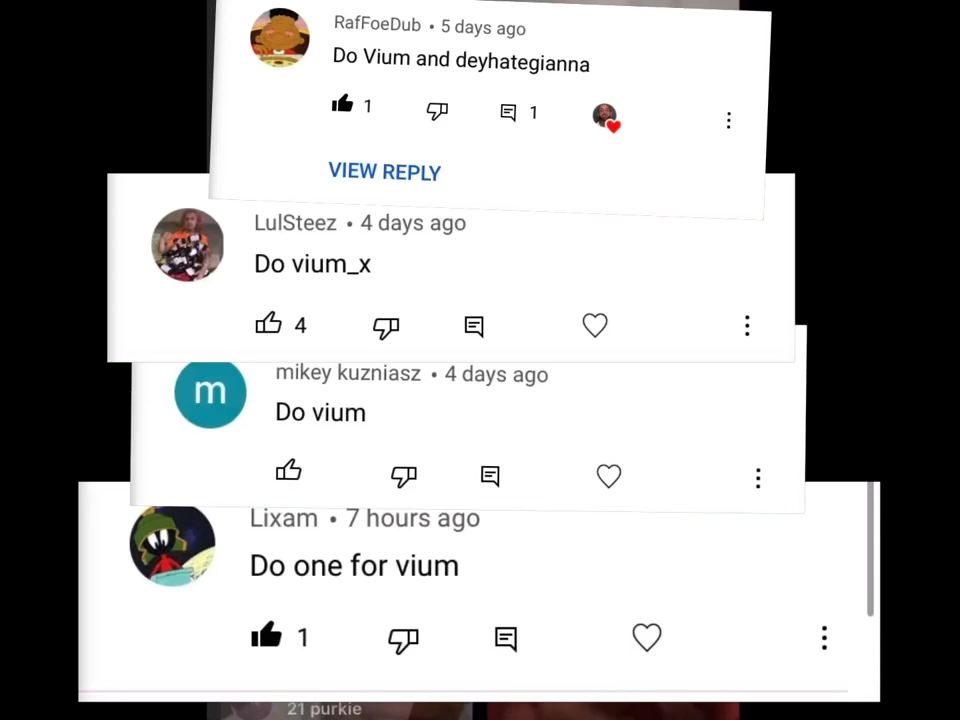 RafFoeDub • 5 days ago
Do Vium and deyhategianna
1 1
VIEW REPLY
LulSteez • 4 days ago
Do vium_x
4
m
mikey kuzniasz • 4 days ago
Do vium
Lixam • 7 hours ago
Do one for vium
1
21 purkie